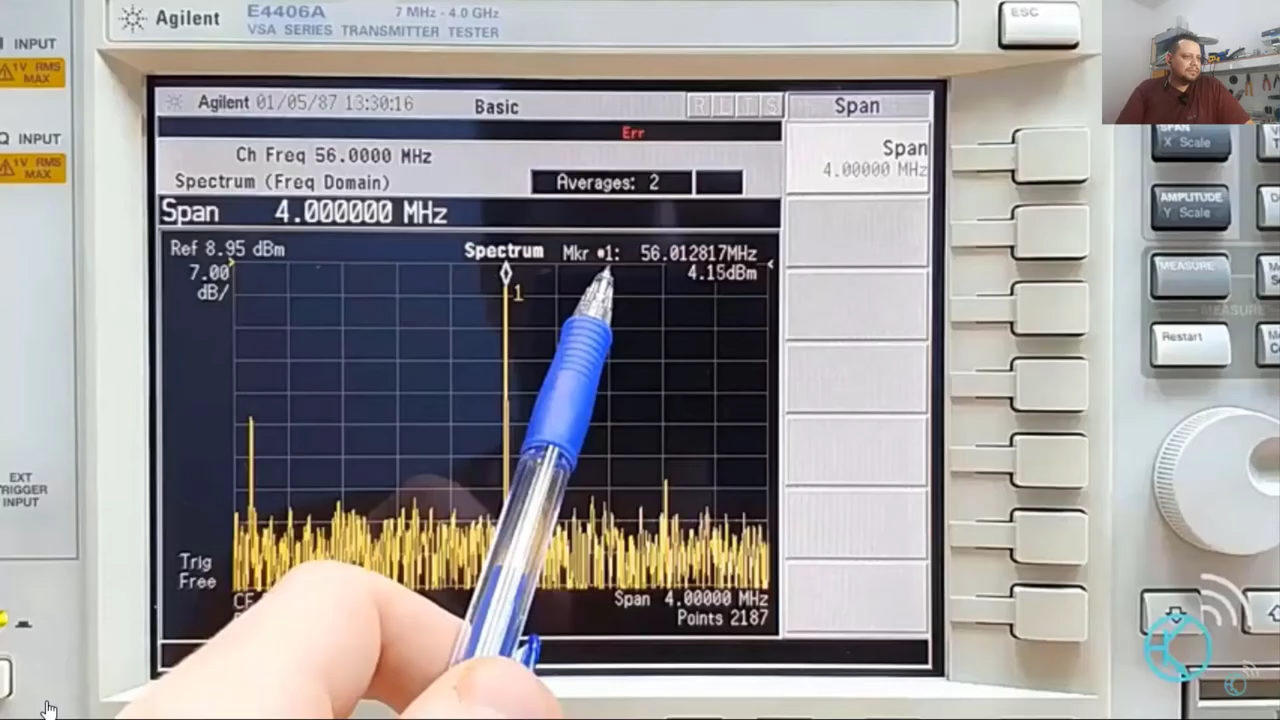 Agilent
E4406A
7 MHz - 4.0 GHz
VSA SERIES TRANSMITTER TESTER
ESC
INPUT
1V RMS
MAX
Q INPUT
1V RMS
MAX
EXT
TRIGGER
INPUT
Agilent 01/05/87 13:30:16 Basic R L T S
Err
Ch Freq 56.0000 MHz
Spectrum (Freq Domain)
Averages: 2
Span 4.000000 MHz
Ref 8.95 dBm
Spectrum
Mkr 1: 56.012817MHz
7.00
4.15dBm
dB/
1
Trig
Free
Span 4.00000 MHz
Points 2187
Span
Span
4.00000 MHz
SPAN
X Scale
AMPLITUDE
Y Scale
MEASURE
MEASURE
Restart